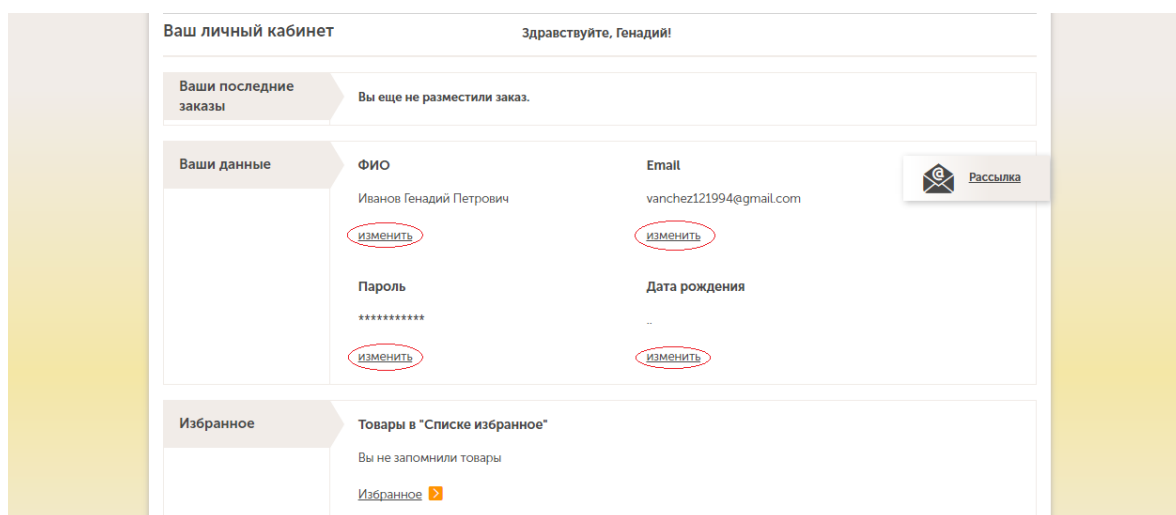 Ваш личный кабинет
Здравствуйте, Генадий!
Ваши последние
заказы
Вы еще не разместили заказ.
Ваши данные
ФИО
Email
Рассылка
Иванов Генадий Петрович
vanchez121994@gmail.com
изменить
изменить
Пароль
Дата рождения
***********
..
изменить
изменить
Избранное
Товары в "Списке избранное"
Вы не запомнили товары
Избранное